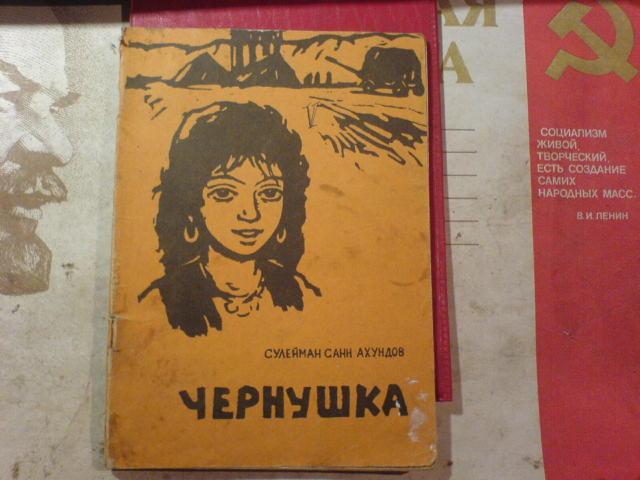 СУЛЕЙМАН САНИ АХУНДОВ
ЧЕРНУШКА
СОЦИАЛИЗМ
ЖИВОЙ,
ТВОРЧЕСКИЙ,
ЕСТЬ СОЗДАНИЕ
САМИХ
НАРОДНЫХ МАСС.
В.И.ЛЕНИН